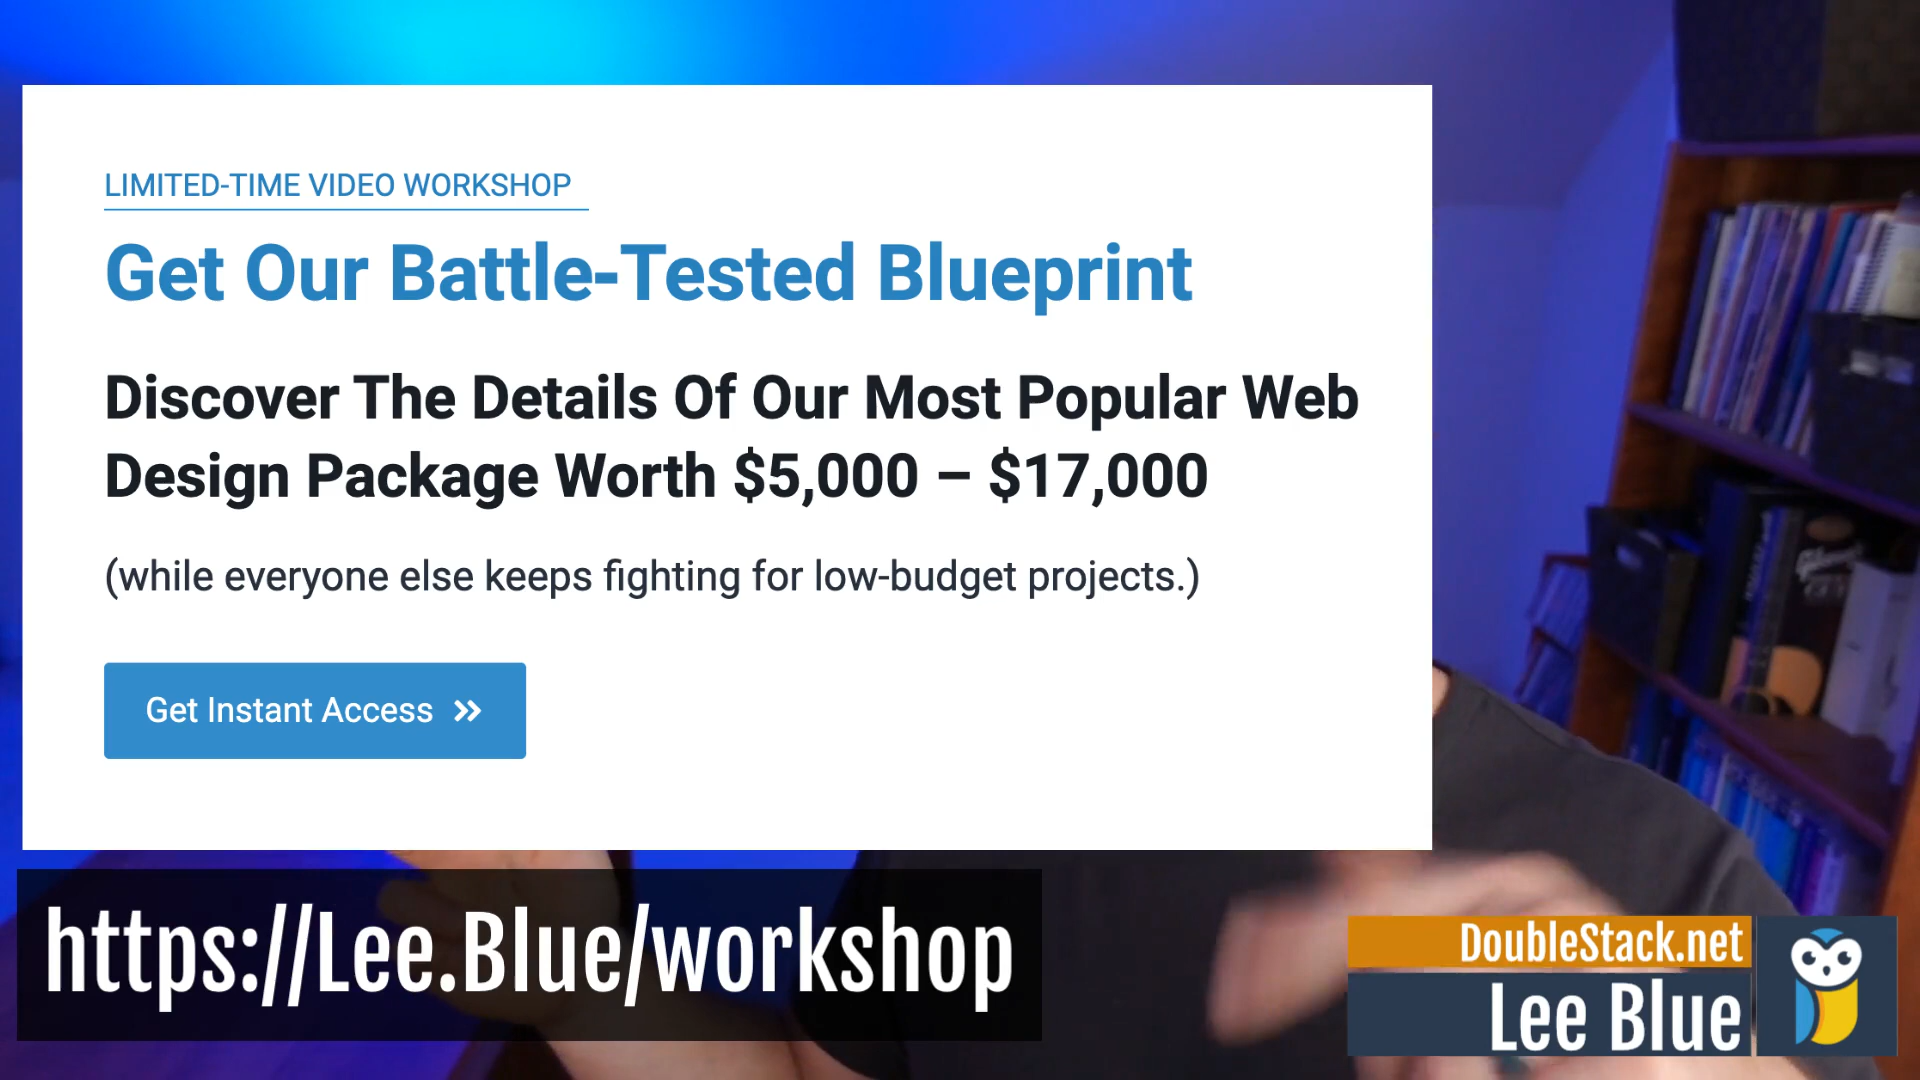 LIMITED-TIME VIDEO WORKSHOP
Get Our Battle-Tested Blueprint
Discover The Details Of Our Most Popular Web
Design Package Worth $5,000 – $17,000
(while everyone else keeps fighting for low-budget projects.)
Get Instant Access »
https://Lee.Blue/workshop
DoubleStack.net
Lee Blue